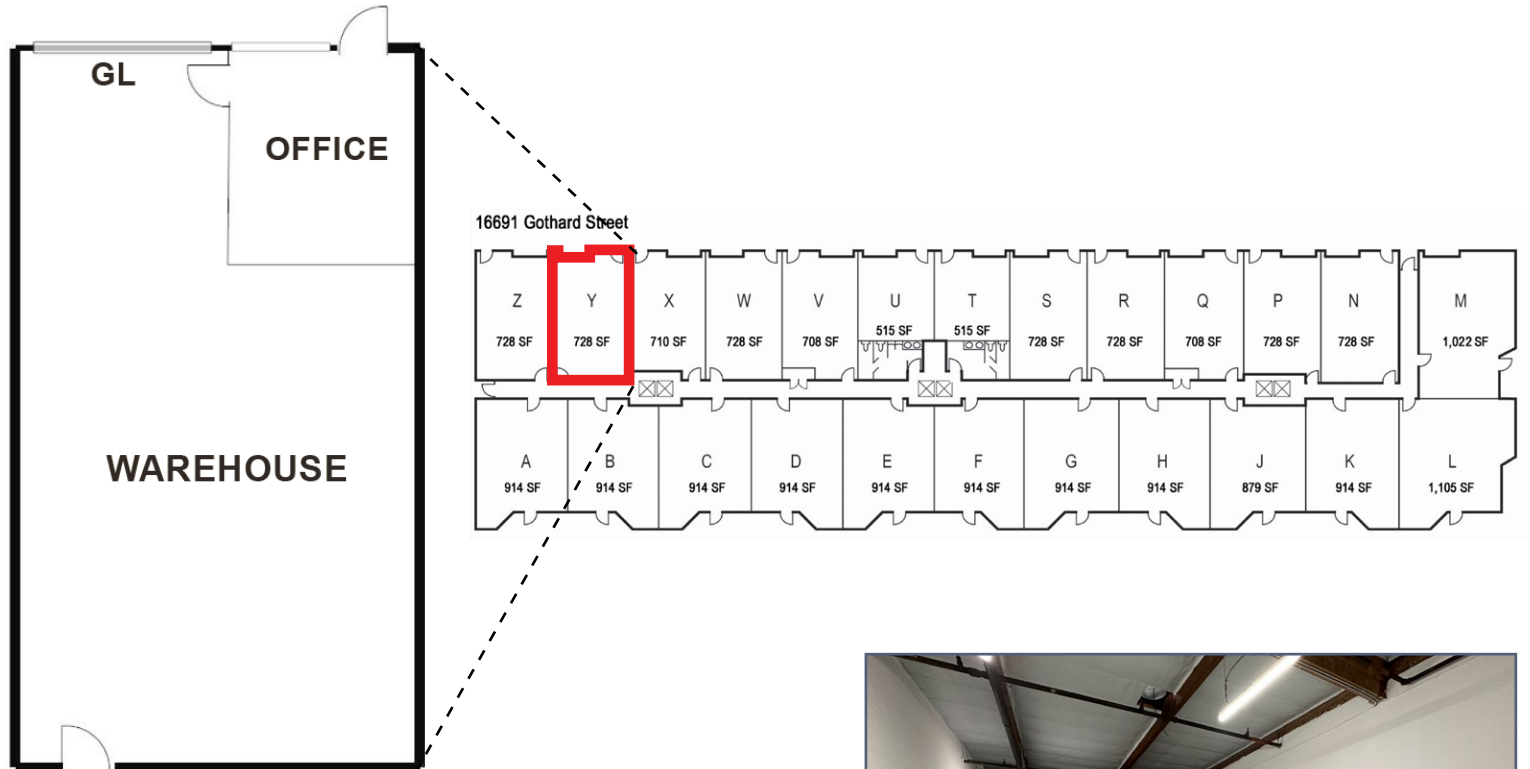 GL
OFFICE
WAREHOUSE
16691 Gothard Street
Z Y X W V U T S R Q P N M
728 SF 728 SF 710 SF 728 SF 708 SF 515 SF 515 SF 728 SF 728 SF 708 SF 728 SF 728 SF 1,022 SF
A B C D E F G H J K L
914 SF 914 SF 914 SF 914 SF 914 SF 914 SF 914 SF 914 SF 879 SF 914 SF 1,105 SF